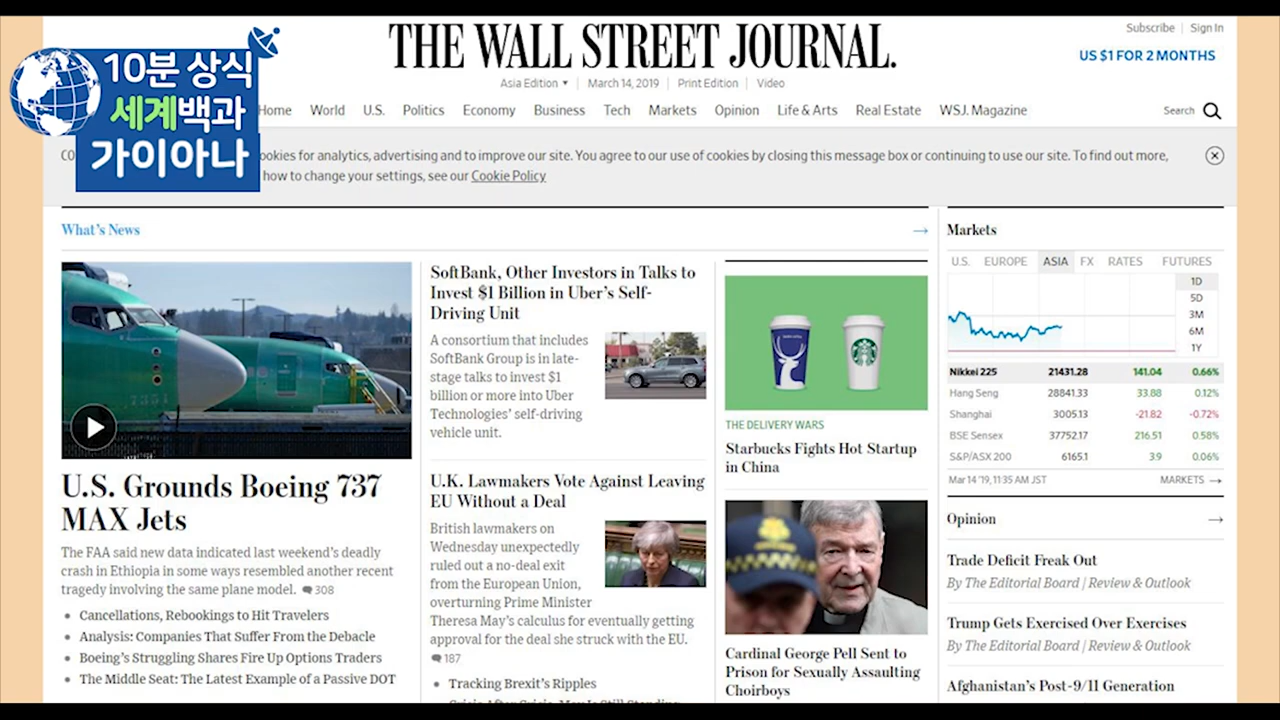 10분 상식
세계백과
가이아나
THE WALL STREET JOURNAL.
Subscribe | Sign In
US $1 FOR 2 MONTHS
Asia Edition ▾ | March 14, 2019 | Print Edition | Video
Home World U.S. Politics Economy Business Tech Markets Opinion Life & Arts Real Estate WSJ. Magazine
Search
ookies for analytics, advertising and to improve our site. You agree to our use of cookies by closing this message box or continuing to use our site. To find out more,
how to change your settings, see our Cookie Policy
What's News →
U.S. Grounds Boeing 737
MAX Jets
The FAA said new data indicated last weekend's deadly
crash in Ethiopia in some ways resembled another recent
tragedy involving the same plane model. 308
• Cancellations, Rebookings to Hit Travelers
• Analysis: Companies That Suffer From the Debacle
• Boeing's Struggling Shares Fire Up Options Traders
• The Middle Seat: The Latest Example of a Passive DOT
SoftBank, Other Investors in Talks to
Invest $1 Billion in Uber's Self-
Driving Unit
A consortium that includes
SoftBank Group is in late-
stage talks to invest $1
billion or more into Uber
Technologies' self-driving
vehicle unit.
U.K. Lawmakers Vote Against Leaving
EU Without a Deal
British lawmakers on
Wednesday unexpectedly
ruled out a no-deal exit
from the European Union,
overturning Prime Minister
Theresa May's calculus for eventually getting
approval for the deal she struck with the EU.
187
• Tracking Brexit's Ripples
THE DELIVERY WARS
Starbucks Fights Hot Startup
in China
Cardinal George Pell Sent to
Prison for Sexually Assaulting
Choirboys
Markets
U.S. EUROPE ASIA FX RATES FUTURES
1D
5D
3M
6M
1Y
Nikkei 225 21431.28 141.04 0.66%
Hang Seng 28841.33 33.88 0.12%
Shanghai 3005.13 -21.82 -0.72%
BSE Sensex 37752.17 216.51 0.58%
S&P/ASX 200 6165.1 3.9 0.06%
Mar 14 '19, 11:35 AM JST MARKETS →
Opinion →
Trade Deficit Freak Out
By The Editorial Board | Review & Outlook
Trump Gets Exercised Over Exercises
By The Editorial Board | Review & Outlook
Afghanistan's Post-9/11 Generation